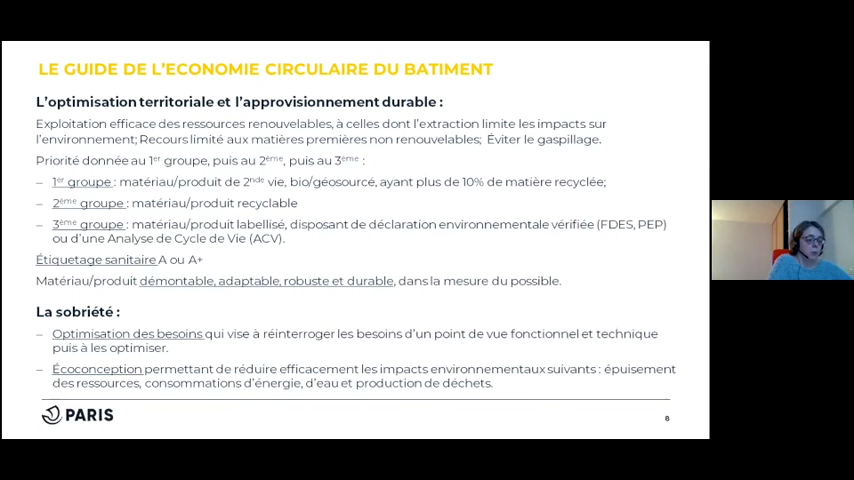 LE GUIDE DE L'ECONOMIE CIRCULAIRE DU BATIMENT
L'optimisation territoriale et l'approvisionnement durable :
Exploitation efficace des ressources renouvelables, à celles dont l'extraction limite les impacts sur
l'environnement; Recours limité aux matières premières non renouvelables; Éviter le gaspillage.
Priorité donnée au 1er groupe, puis au 2ème, puis au 3ème :
– 1er groupe : matériau/produit de 2nde vie, bio/géosourcé, ayant plus de 10% de matière recyclée;
– 2ème groupe : matériau/produit recyclable
– 3ème groupe : matériau/produit labellisé, disposant de déclaration environnementale vérifiée (FDES, PEP)
ou d'une Analyse de Cycle de Vie (ACV).
Étiquetage sanitaire A ou A+
Matériau/produit démontable, adaptable, robuste et durable, dans la mesure du possible.
La sobriété :
– Optimisation des besoins qui vise à réinterroger les besoins d'un point de vue fonctionnel et technique
puis à les optimiser.
– Écoconception permettant de réduire efficacement les impacts environnementaux suivants : épuisement
des ressources, consommations d'énergie, d'eau et production de déchets.
PARIS
8